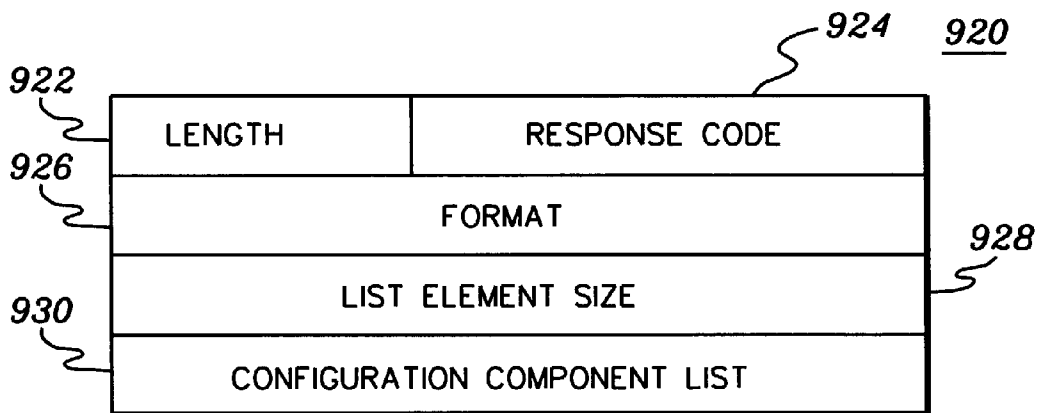 924
920
922
LENGTH
RESPONSE CODE
926
FORMAT
928
LIST ELEMENT SIZE
930
CONFIGURATION COMPONENT LIST